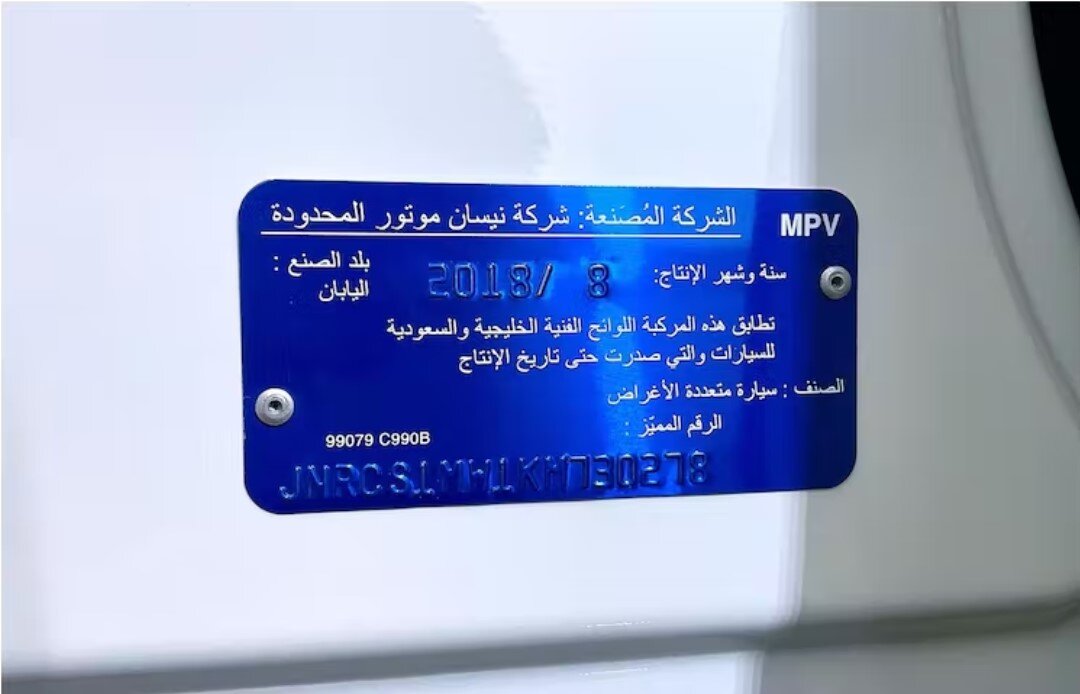 MPV
الشركة المُصَنعة: شركة نيسان موتور المحدودة
سنة وشهر الإنتاج: 2018/ 8
بلد الصنع :
اليابان
تطابق هذه المركبة اللوائح الفنية الخليجية والسعودية
للسيارات والتي صدرت حتى تاريخ الإنتاج
الصنف : سيارة متعددة الأغراض
الرقم المميّز :
99079 C990B